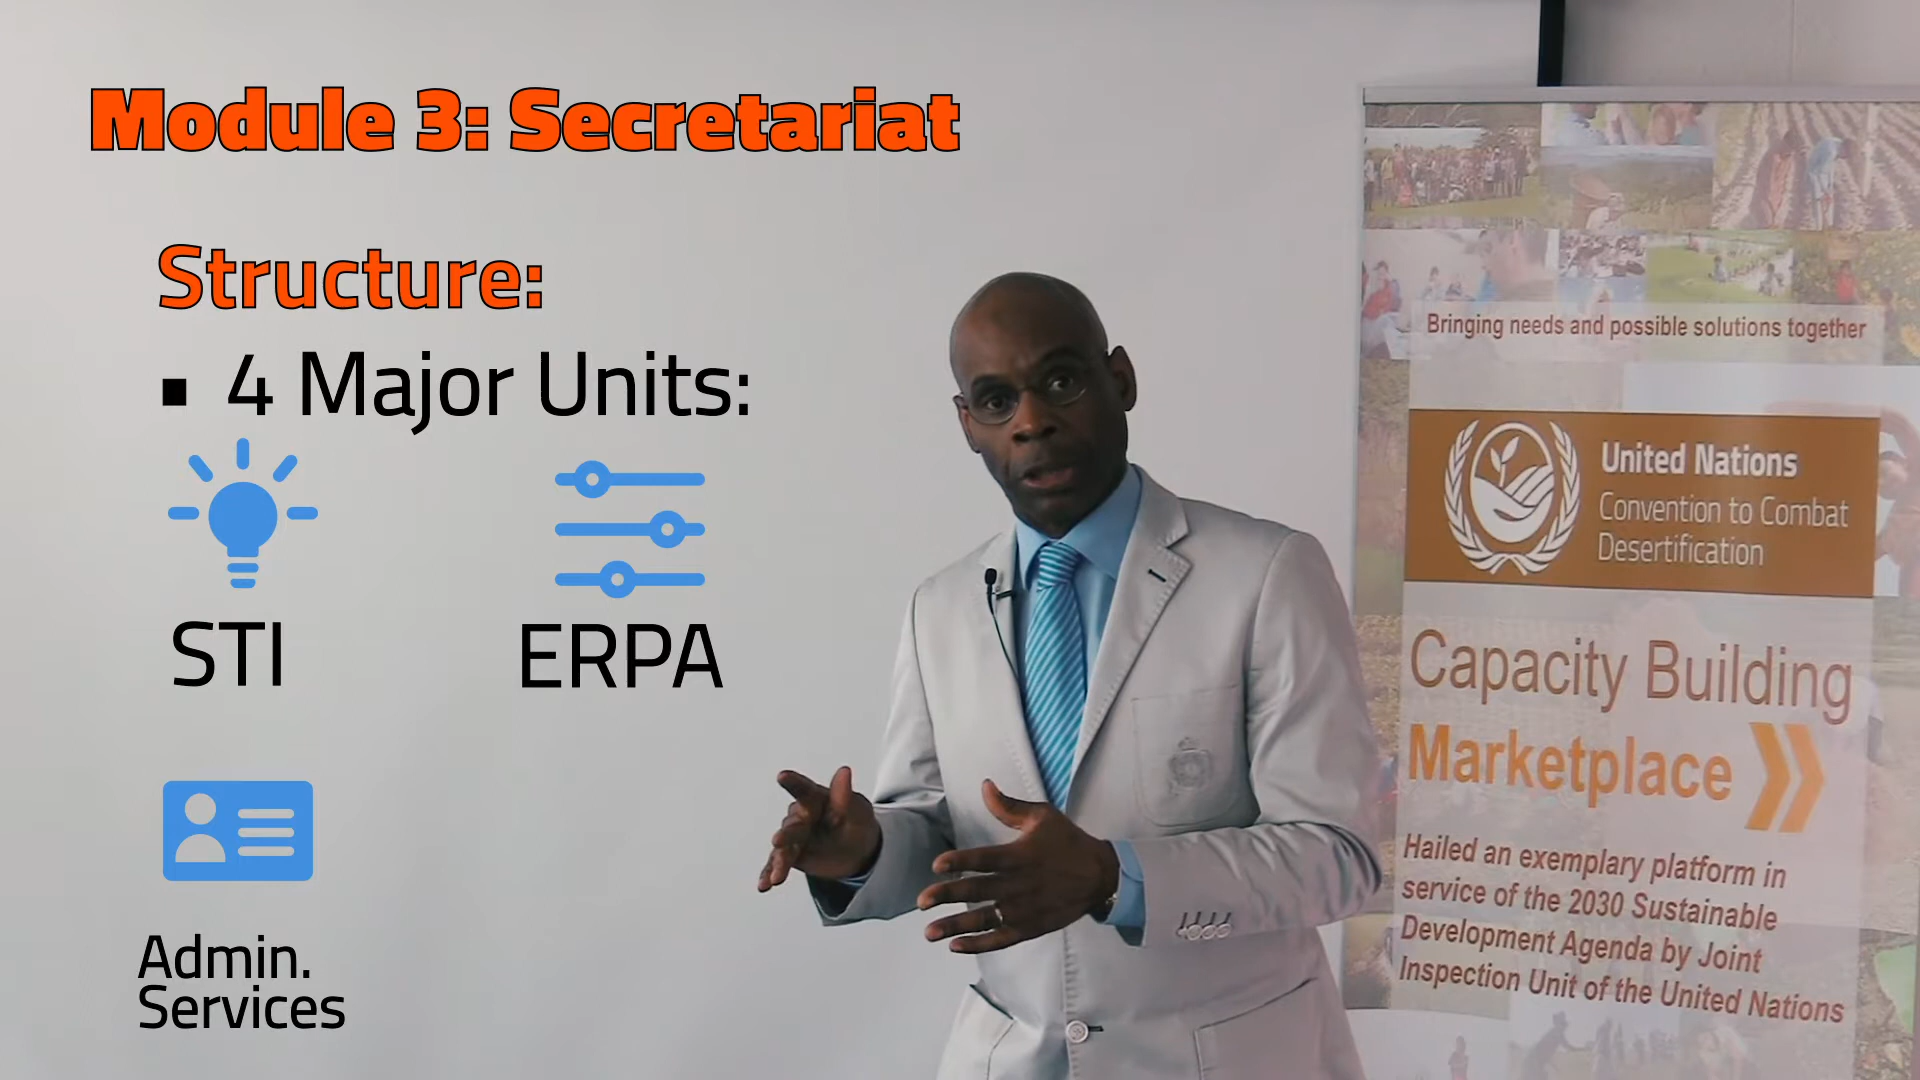 Module 3: Secretariat
Structure:
▪ 4 Major Units:
STI
ERPA
Admin.
Services
Bringing needs and possible solutions together
United Nations
Convention to Combat
Desertification
Capacity Building
Marketplace
Hailed an exemplary platform in
service of the 2030 Sustainable
Development Agenda by Joint
Inspection Unit of the United Nations